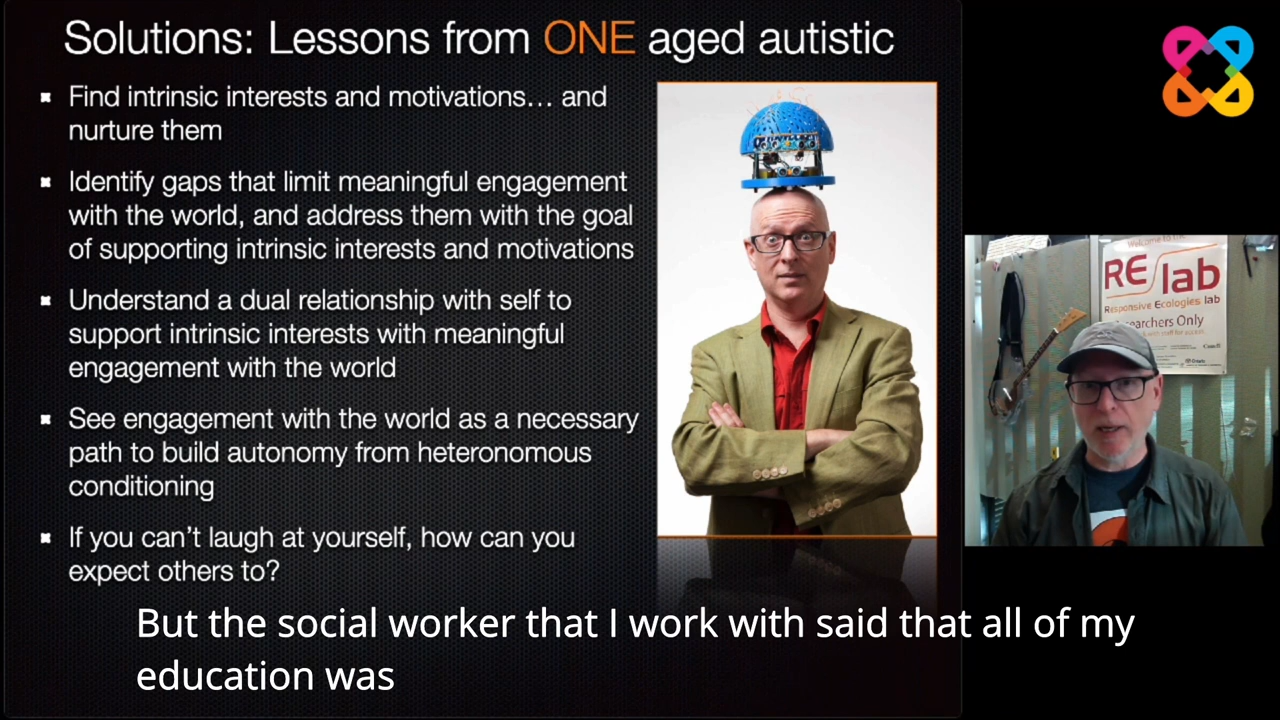 Solutions: Lessons from ONE aged autistic
Find intrinsic interests and motivations… and
nurture them
Identify gaps that limit meaningful engagement
with the world, and address them with the goal
of supporting intrinsic interests and motivations
Understand a dual relationship with self to
support intrinsic interests with meaningful
engagement with the world
See engagement with the world as a necessary
path to build autonomy from heteronomous
conditioning
If you can't laugh at yourself, how can you
expect others to?
Welcome to the
RE/lab
Responsive Ecologies lab
Researchers Only
But the social worker that I work with said that all of my
education was